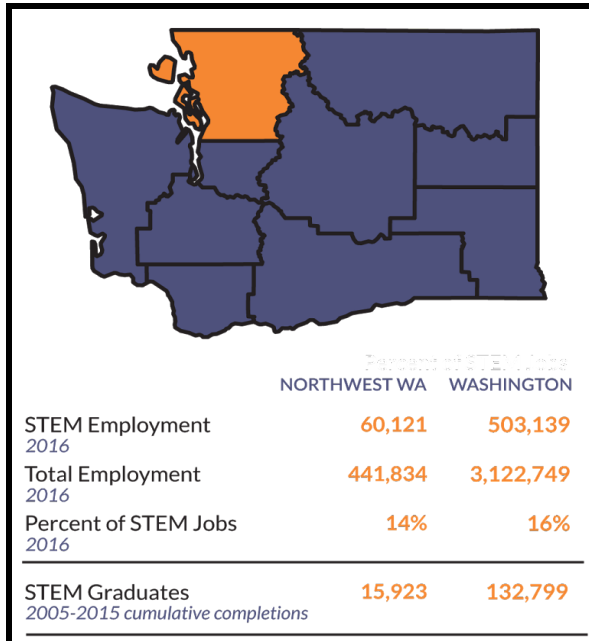 NORTHWEST WA WASHINGTON
STEM Employment 60,121 503,139
2016
Total Employment 441,834 3,122,749
2016
Percent of STEM Jobs 14% 16%
2016
STEM Graduates 15,923 132,799
2005-2015 cumulative completions